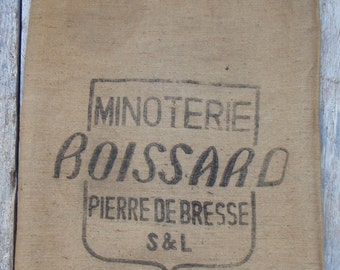 MINOTERIE
BOISSARD
PIERRE DE BRESSE
S & L